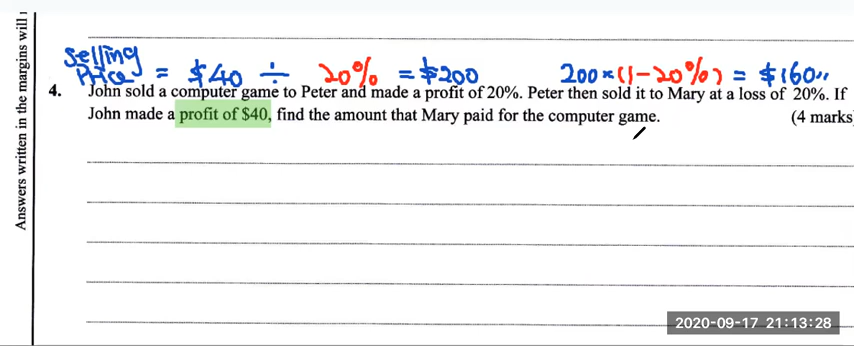 Answers written in the margins will
Selling
Price = $40 ÷ 20% = $200 200×(1-20%) = $160,,
4. John sold a computer game to Peter and made a profit of 20%. Peter then sold it to Mary at a loss of 20%. If
John made a profit of $40, find the amount that Mary paid for the computer game. (4 marks
2020-09-17 21:13:28